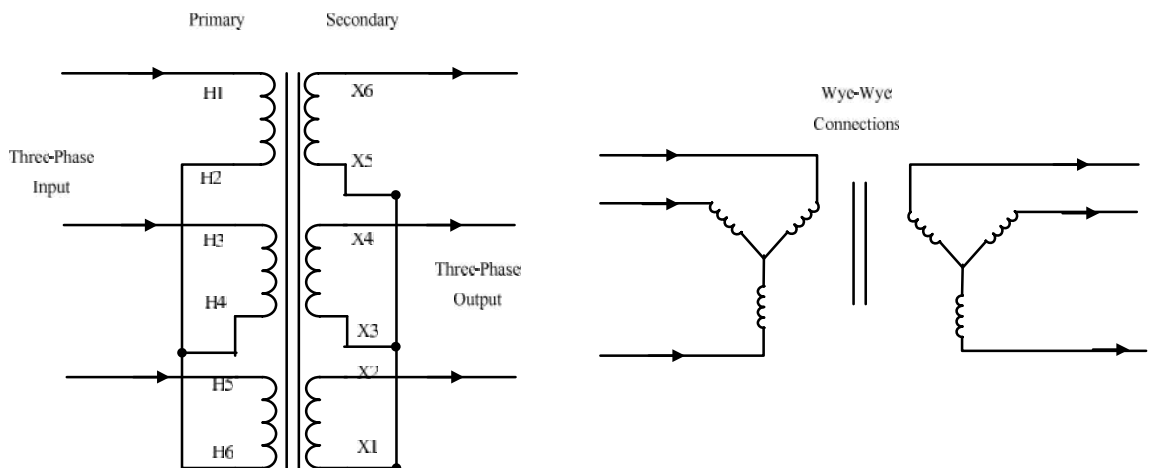 Primary
Secondary
H1
X6
Three-Phase
Input
H2
X5
H3
X4
Three-Phase
Output
H4
X3
H5
X2
H6
X1
Wye-Wye
Connections